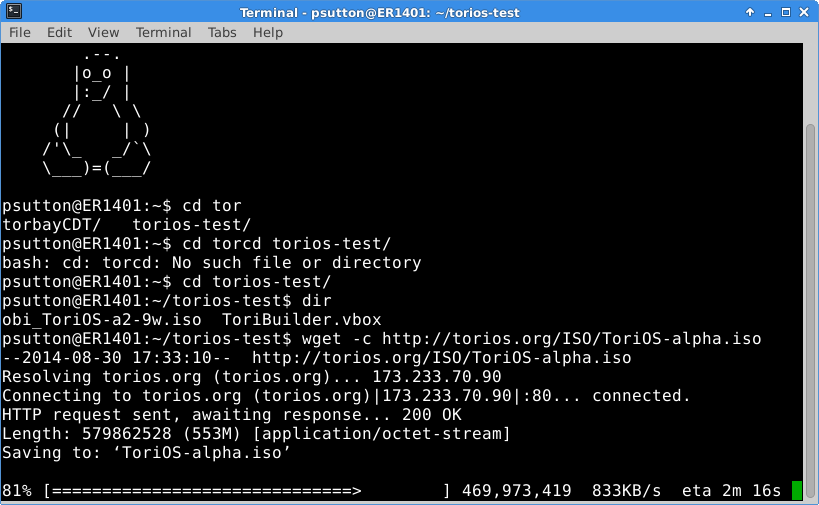 Terminal - psutton@ER1401: ~/torios-test
File Edit View Terminal Tabs Help
         .--.
       |o_o |
       |:_/ |
      //   \ \
     (|     | )
    /'\_   _/`\
    \___)=(___/
psutton@ER1401:~$ cd tor
torbayCDT/   torios-test/
psutton@ER1401:~$ cd torcd torios-test/
bash: cd: torcd: No such file or directory
psutton@ER1401:~$ cd torios-test/
psutton@ER1401:~/torios-test$ dir
obi_ToriOS-a2-9w.iso  ToriBuilder.vbox
psutton@ER1401:~/torios-test$ wget -c http://torios.org/ISO/ToriOS-alpha.iso
--2014-08-30 17:33:10--  http://torios.org/ISO/ToriOS-alpha.iso
Resolving torios.org (torios.org)... 173.233.70.90
Connecting to torios.org (torios.org)|173.233.70.90|:80... connected.
HTTP request sent, awaiting response... 200 OK
Length: 579862528 (553M) [application/octet-stream]
Saving to: ‘ToriOS-alpha.iso’
81% [==============================>        ] 469,973,419  833KB/s  eta 2m 16s